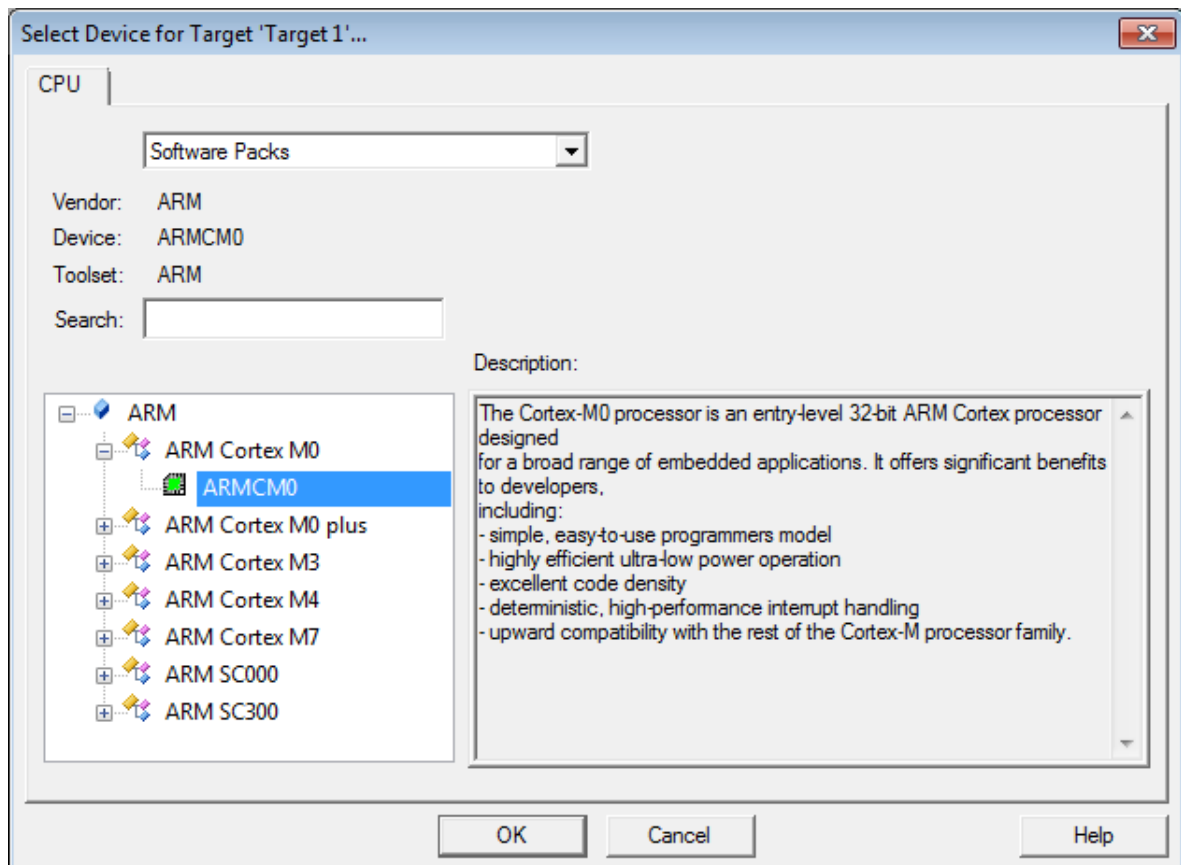 Select Device for Target 'Target 1'...
CPU
Software Packs
Vendor: ARM
Device: ARMCM0
Toolset: ARM
Search:
Description:
ARM
ARM Cortex M0
ARMCM0
ARM Cortex M0 plus
ARM Cortex M3
ARM Cortex M4
ARM Cortex M7
ARM SC000
ARM SC300
The Cortex-M0 processor is an entry-level 32-bit ARM Cortex processor
designed
for a broad range of embedded applications. It offers significant benefits
to developers,
including:
- simple, easy-to-use programmers model
- highly efficient ultra-low power operation
- excellent code density
- deterministic, high-performance interrupt handling
- upward compatibility with the rest of the Cortex-M processor family.
OK Cancel Help